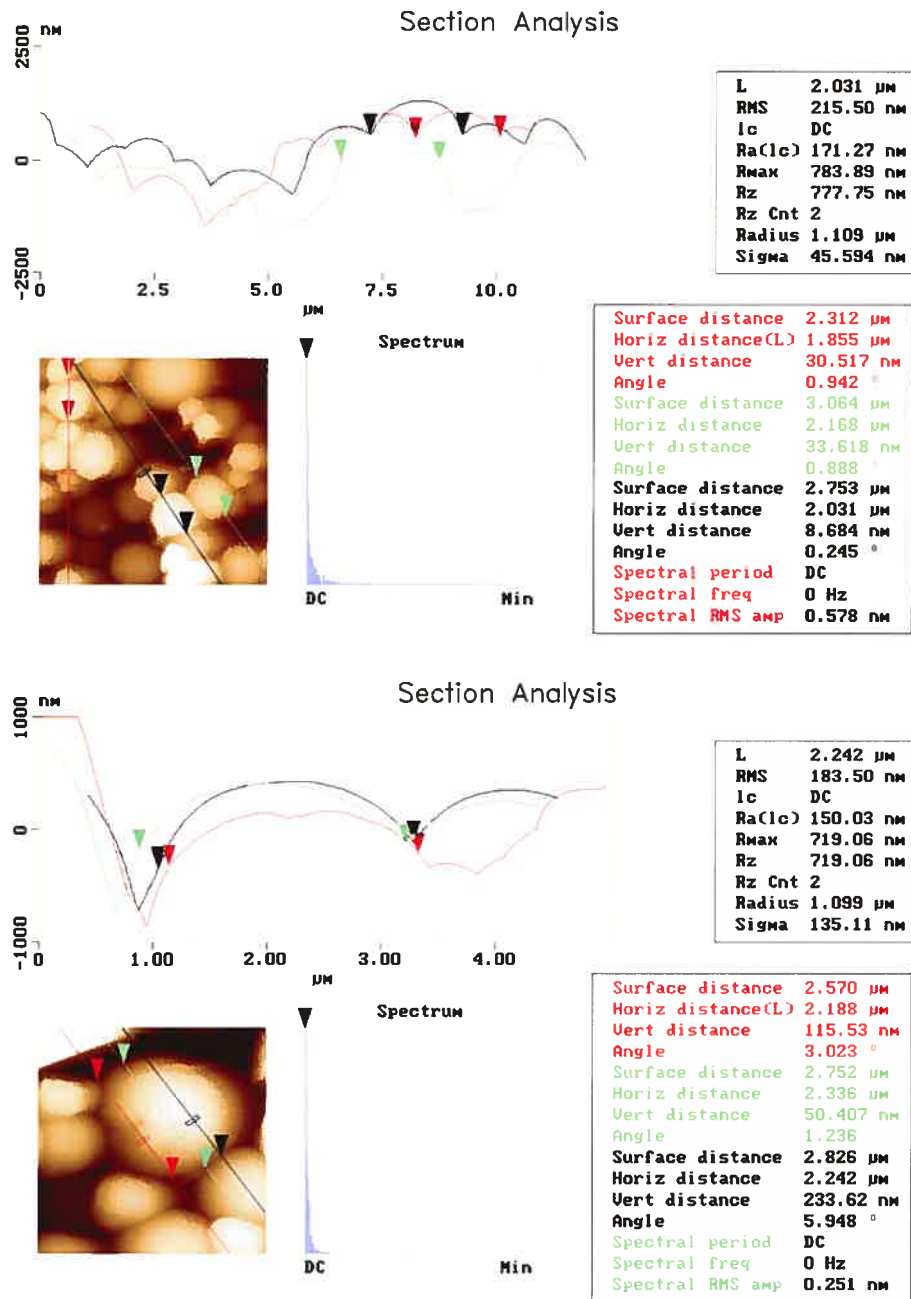 Section Analysis
nm
2500
0
-2500
0 2.5 5.0 7.5 10.0
μm
L 2.031 μm
RMS 215.50 nm
lc DC
Ra(lc) 171.27 nm
Rmax 783.89 nm
Rz 777.75 nm
Rz Cnt 2
Radius 1.109 μm
Sigma 45.594 nm
Spectrum
DC Min
Surface distance 2.312 μm
Horiz distance(L) 1.855 μm
Vert distance 30.517 nm
Angle 0.942 °
Surface distance 3.064 μm
Horiz distance 2.168 μm
Vert distance 33.618 nm
Angle 0.888 °
Surface distance 2.753 μm
Horiz distance 2.031 μm
Vert distance 8.684 nm
Angle 0.245 °
Spectral period DC
Spectral freq 0 Hz
Spectral RMS amp 0.578 nm
Section Analysis
nm
1000
0
-1000
0 1.00 2.00 3.00 4.00
μm
L 2.242 μm
RMS 183.50 nm
lc DC
Ra(lc) 150.03 nm
Rmax 719.06 nm
Rz 719.06 nm
Rz Cnt 2
Radius 1.099 μm
Sigma 135.11 nm
Spectrum
DC Min
Surface distance 2.570 μm
Horiz distance(L) 2.188 μm
Vert distance 115.53 nm
Angle 3.023 °
Surface distance 2.752 μm
Horiz distance 2.336 μm
Vert distance 50.407 nm
Angle 1.236
Surface distance 2.826 μm
Horiz distance 2.242 μm
Vert distance 233.62 nm
Angle 5.948 °
Spectral period DC
Spectral freq 0 Hz
Spectral RMS amp 0.251 nm